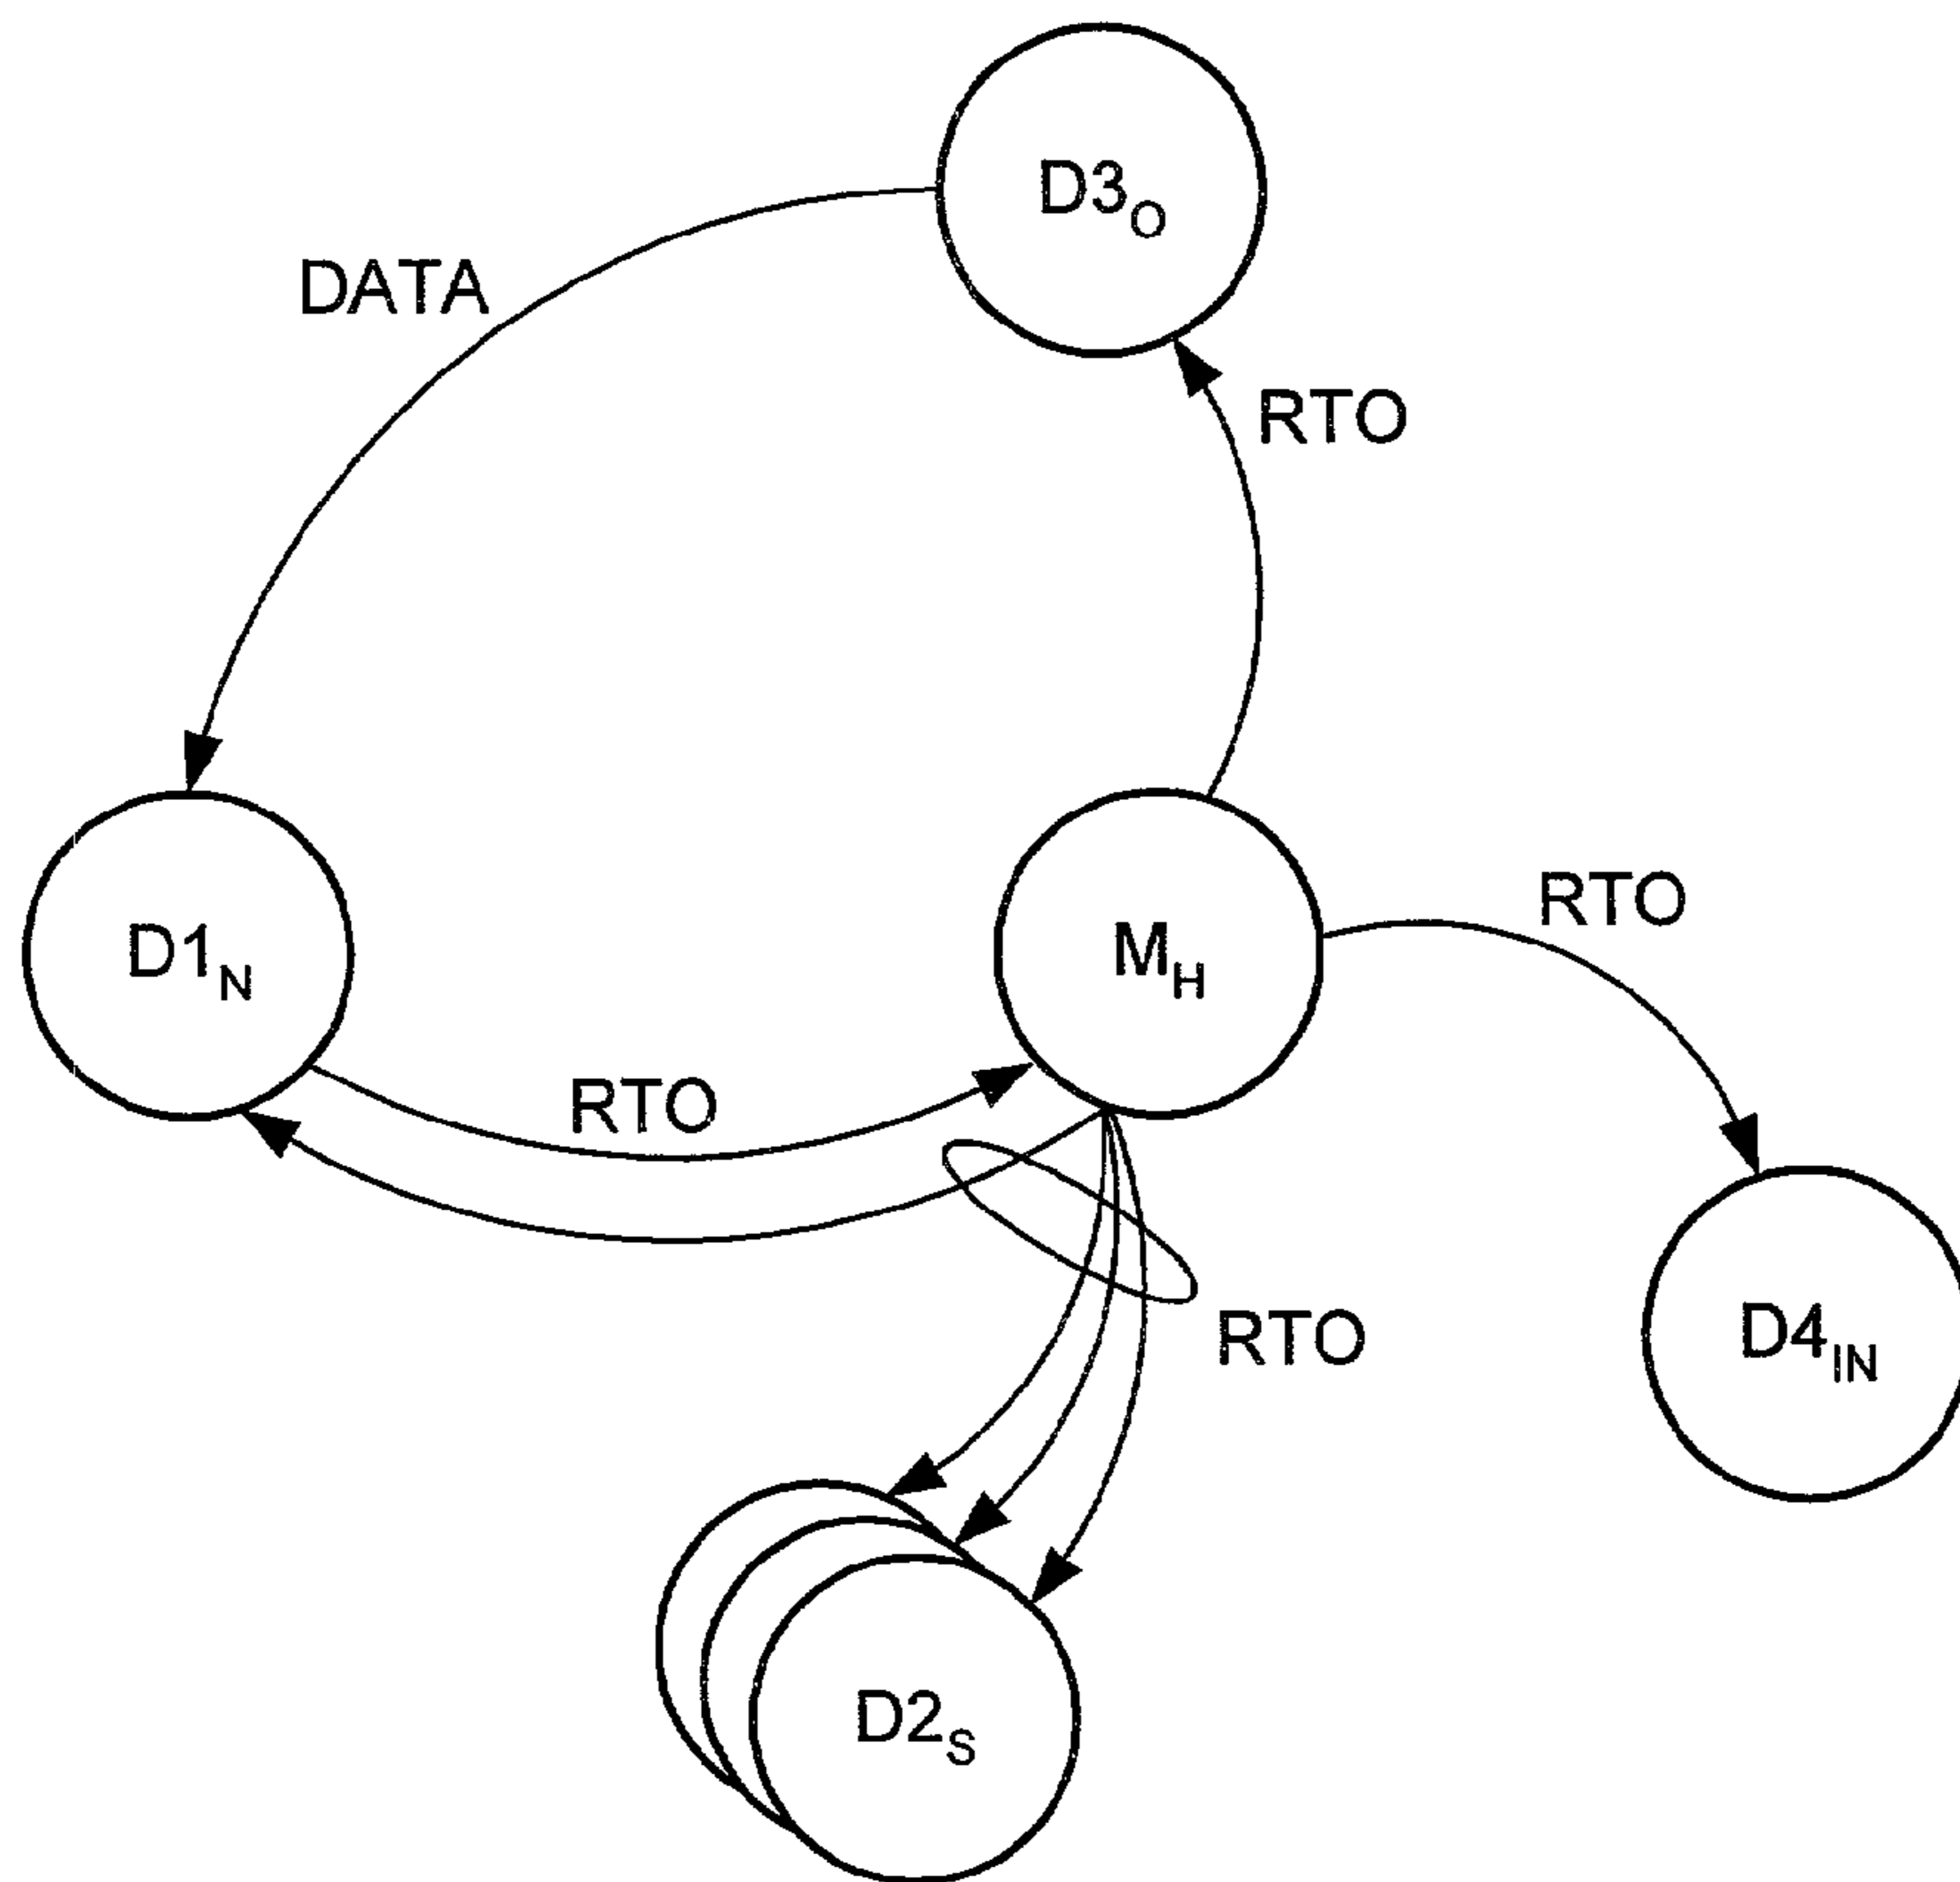 D3O
DATA
RTO
RTO
D1N
MH
RTO
RTO
D4IN
D2S